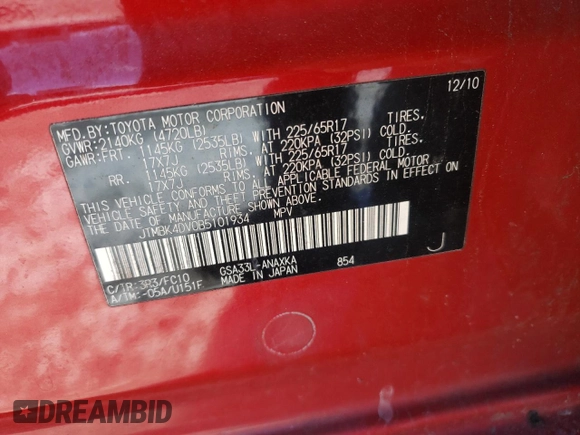 12/10
MFD.BY:TOYOTA MOTOR CORPORATION
GVWR:2140KG (4720LB)
GAWR:FRT. 1145KG (2535LB) WITH 225/65R17 TIRES,
17X7J RIMS, AT 220KPA (32PSI) COLD.
RR. 1145KG (2535LB) WITH 225/65R17 TIRES,
17X7J RIMS, AT 220KPA (32PSI) COLD.
THIS VEHICLE CONFORMS TO ALL APPLICABLE FEDERAL MOTOR
VEHICLE SAFETY AND THEFT PREVENTION STANDARDS IN EFFECT ON
THE DATE OF MANUFACTURE SHOWN ABOVE.
JTMBK4DV0B5101934 MPV
C/TR:3R3/FC10 GSA33L-ANAXKA 854 J
A/TM:-05A/U151F MADE IN JAPAN
DREAMBID